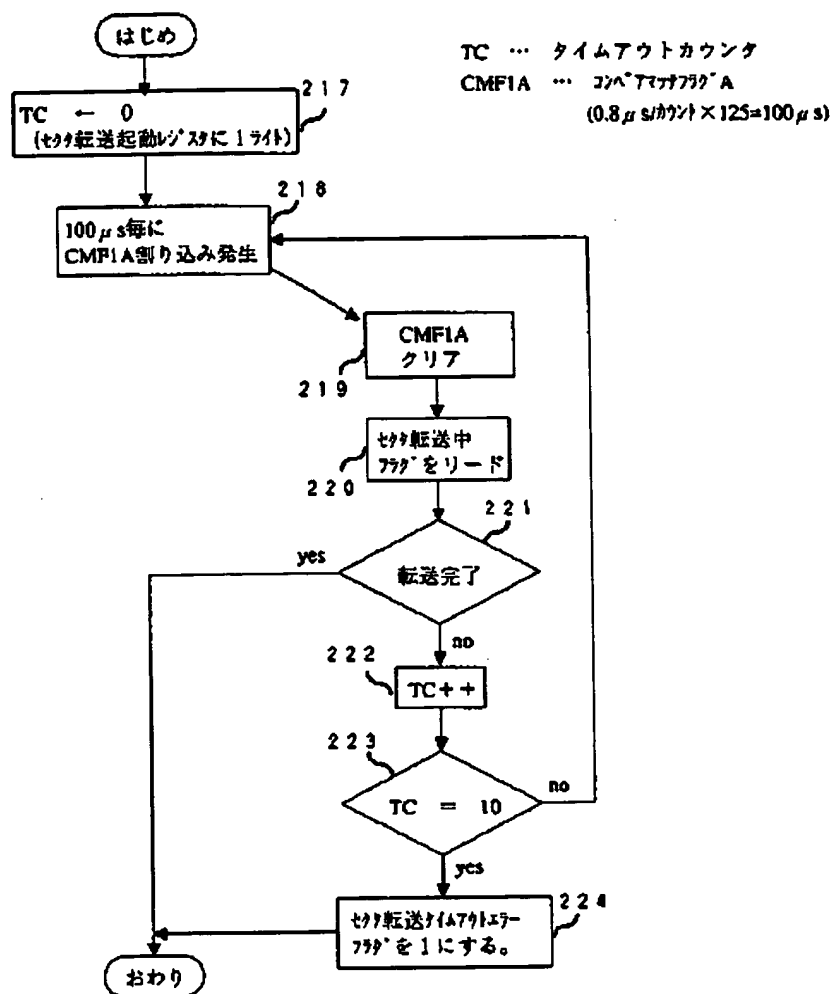 はじめ
TC … タイムアウトカウンタ
CMF1A … コンペアマッチフラグA
(0.8μs/カウント×125=100μs)
217
TC ← 0
(セクタ転送起動レジスタに1ライト)
218
100μs毎に
CMF1A割り込み発生
CMF1A
クリア
219
セクタ転送中
フラグをリード
220
221
yes
転送完了
no
222
TC++
223
TC = 10
no
yes
224
セクタ転送タイムアウトエラー
フラグを1にする。
おわり